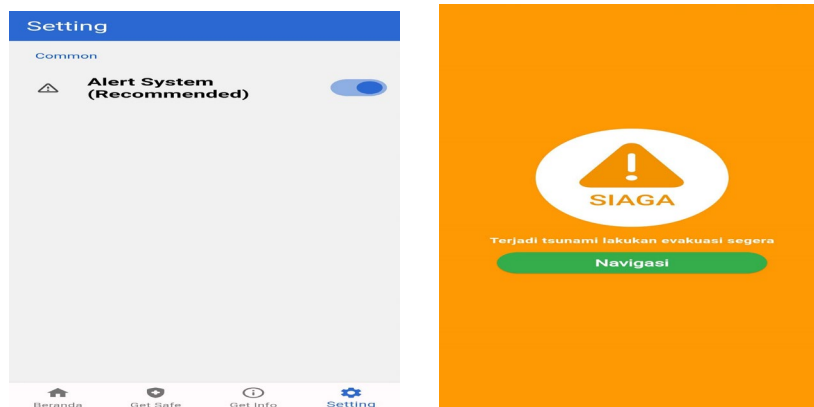 Setting
Common
Alert System
(Recommended)
Beranda
Get Safe
Get Info
Setting
SIAGA
Terjadi tsunami lakukan evakuasi segera
Navigasi